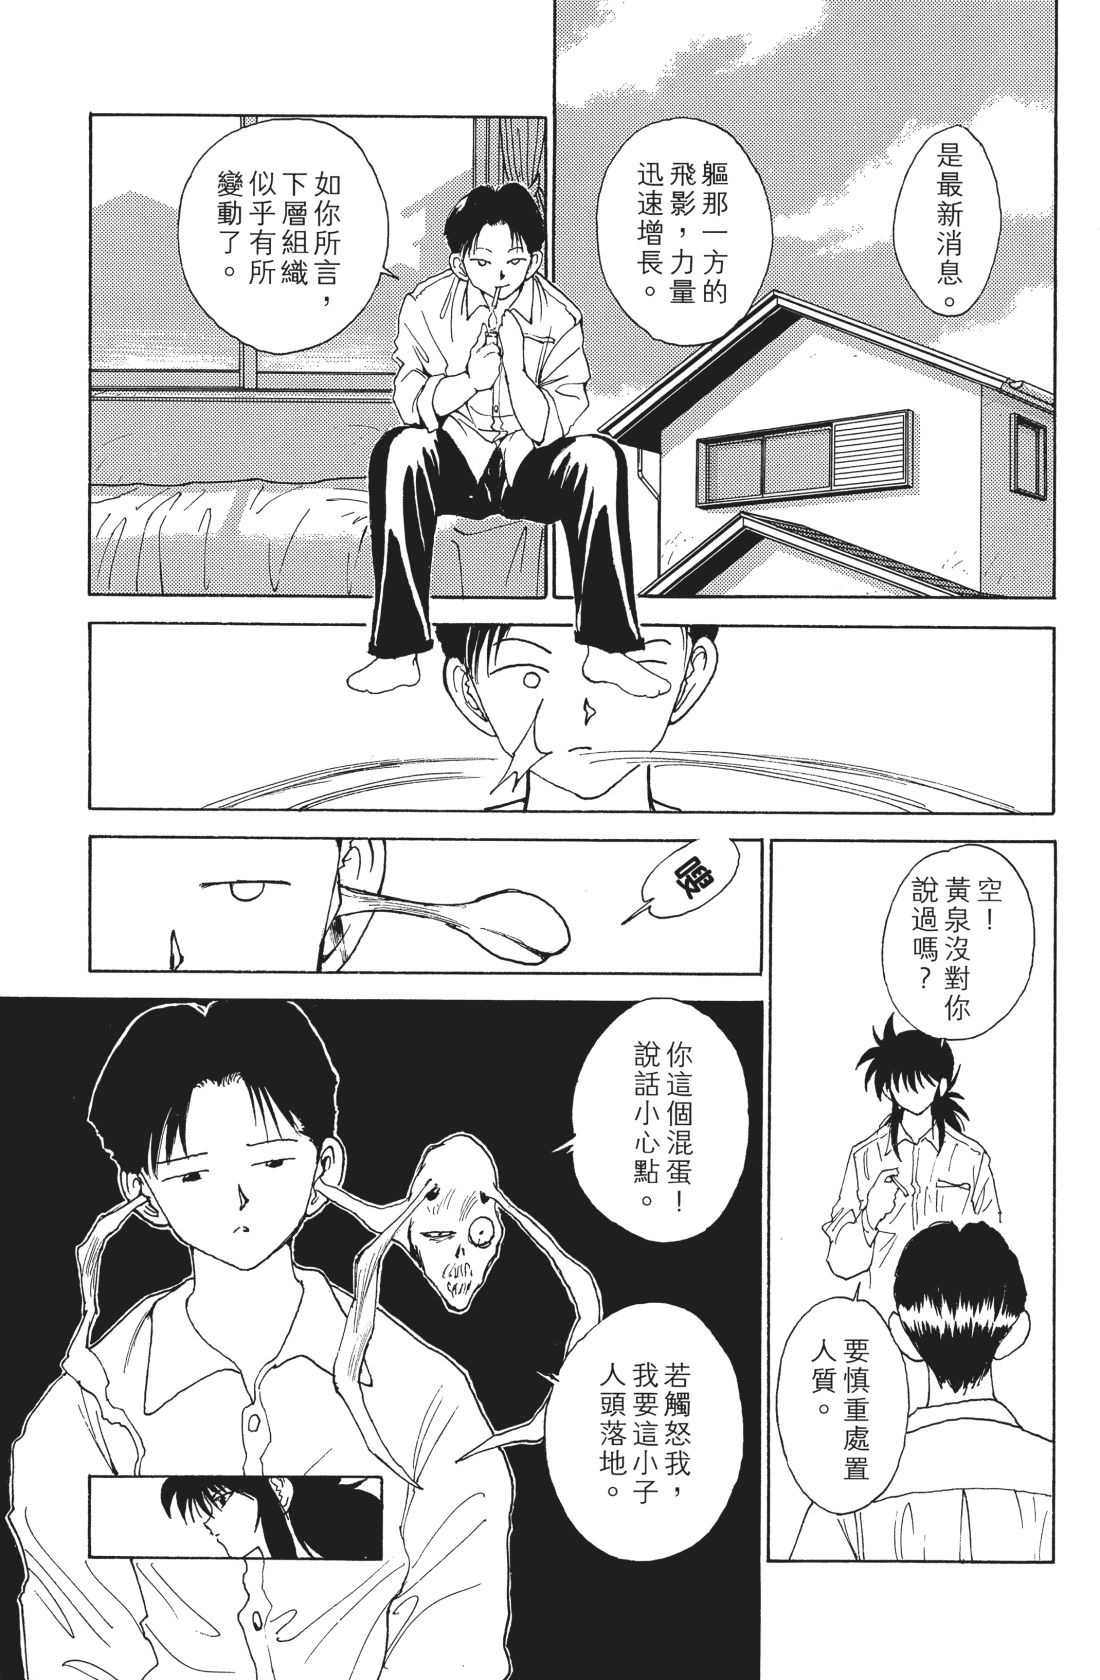 是最新消息。
軀那一方的
飛影，力量
迅速增長。
如你所言，
下層組織
似乎有所
變動了。
空！
黃泉沒對你
說過嗎？
要慎重處置
人質。
嗖
你這個混蛋！
說話小心點。
若觸怒我，
我要這小子
人頭落地。